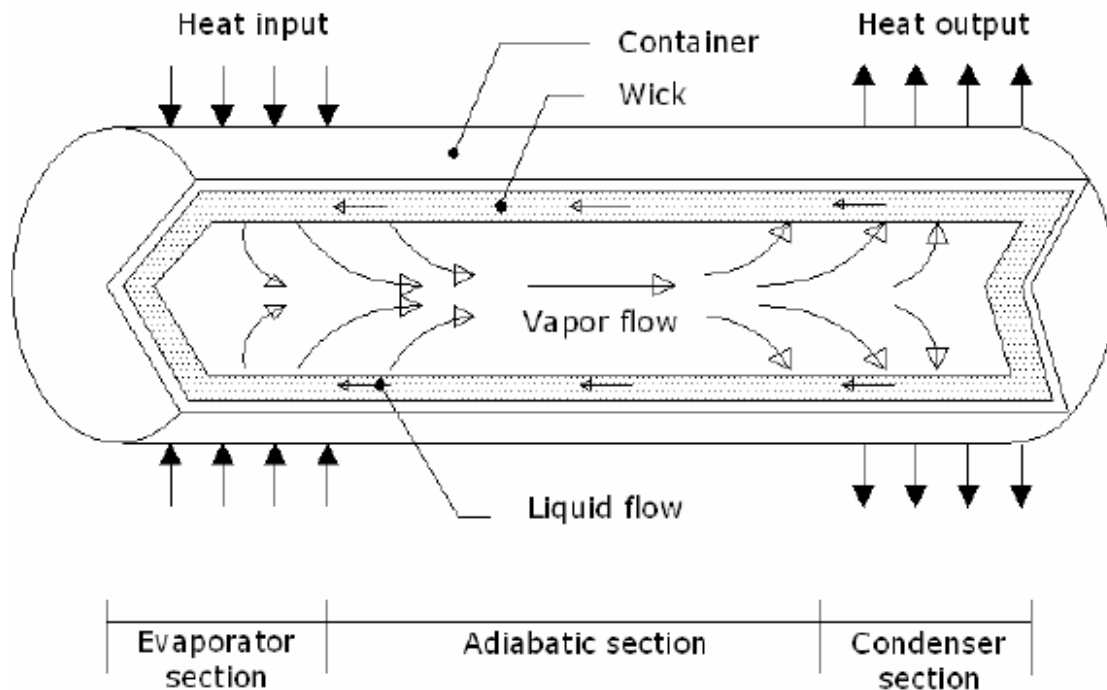 Heat input
Container
Heat output
Wick
Vapor flow
Liquid flow
Evaporator
section
Adiabatic section
Condenser
section